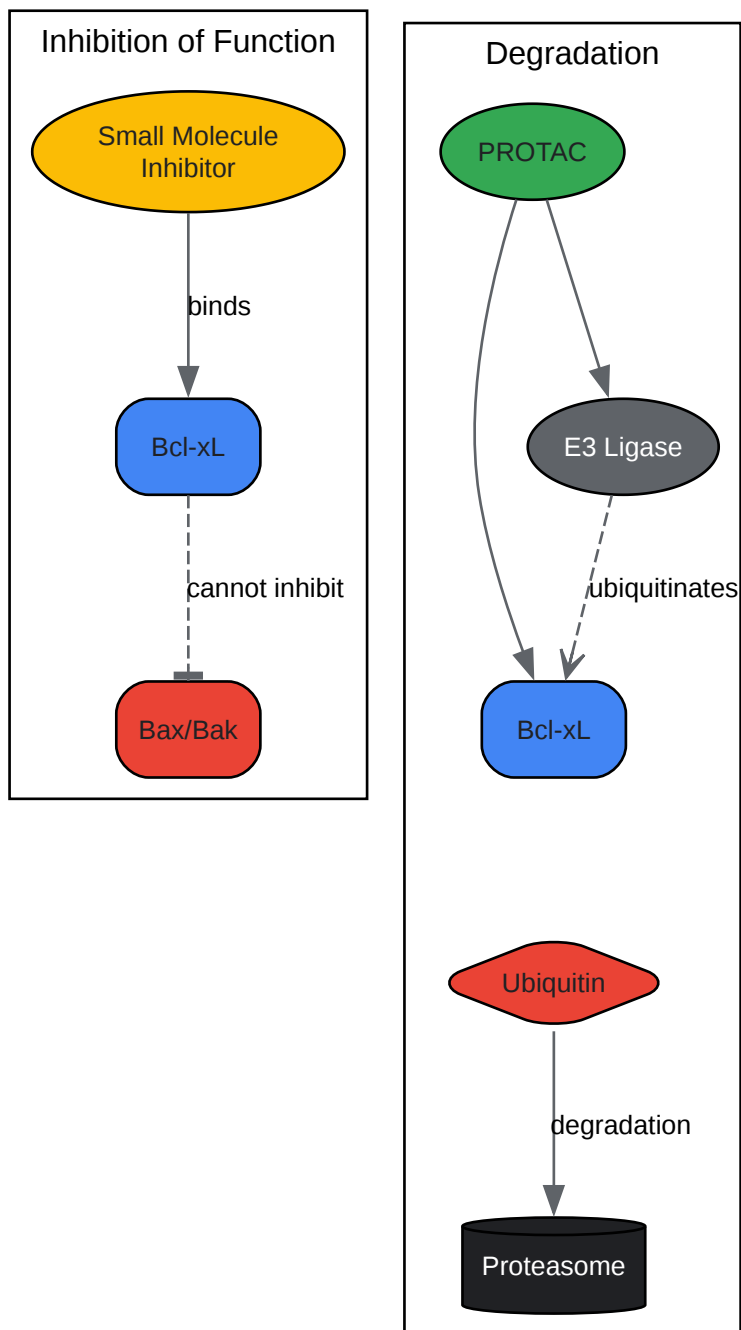 Inhibition of Function
Small Molecule
Inhibitor
binds
Bcl-xL
cannot inhibit
Bax/Bak
Degradation
PROTAC
E3 Ligase
ubiquitinates
Bcl-xL
Ubiquitin
degradation
Proteasome